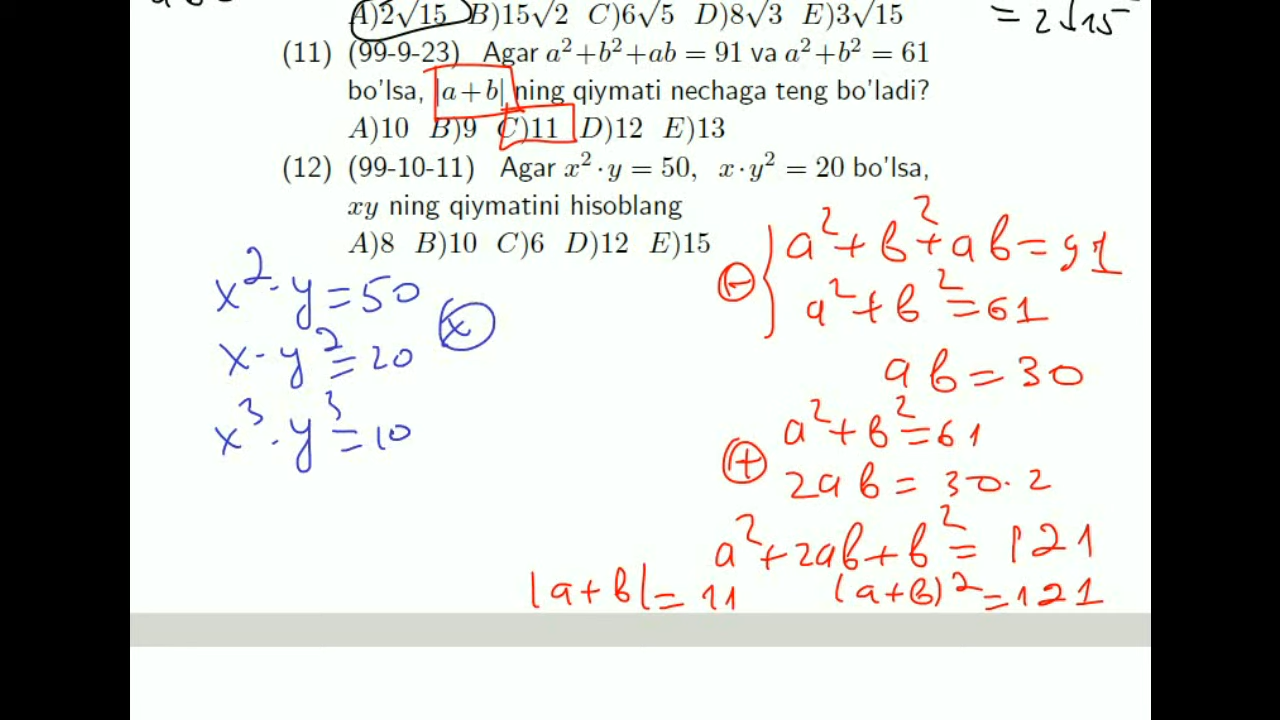 A)2√15 B)15√2 C)6√5 D)8√3 E)3√15
= 2√15
(11) (99-9-23) Agar a²+b²+ab = 91 va a²+b² = 61
bo'lsa, |a+b| ning qiymati nechaga teng bo'ladi?
A)10 B)9 C)11 D)12 E)13
(12) (99-10-11) Agar x²·y = 50, x·y² = 20 bo'lsa,
xy ning qiymatini hisoblang
A)8 B)10 C)6 D)12 E)15
x²·y=50
x·y²=20
x
x³·y³=10
a²+b²+ab=91
a²+b²=61
−
ab=30
a²+b²=61
+
2ab=30·2
a²+2ab+b²=121
|a+b|=11 (a+b)²=121